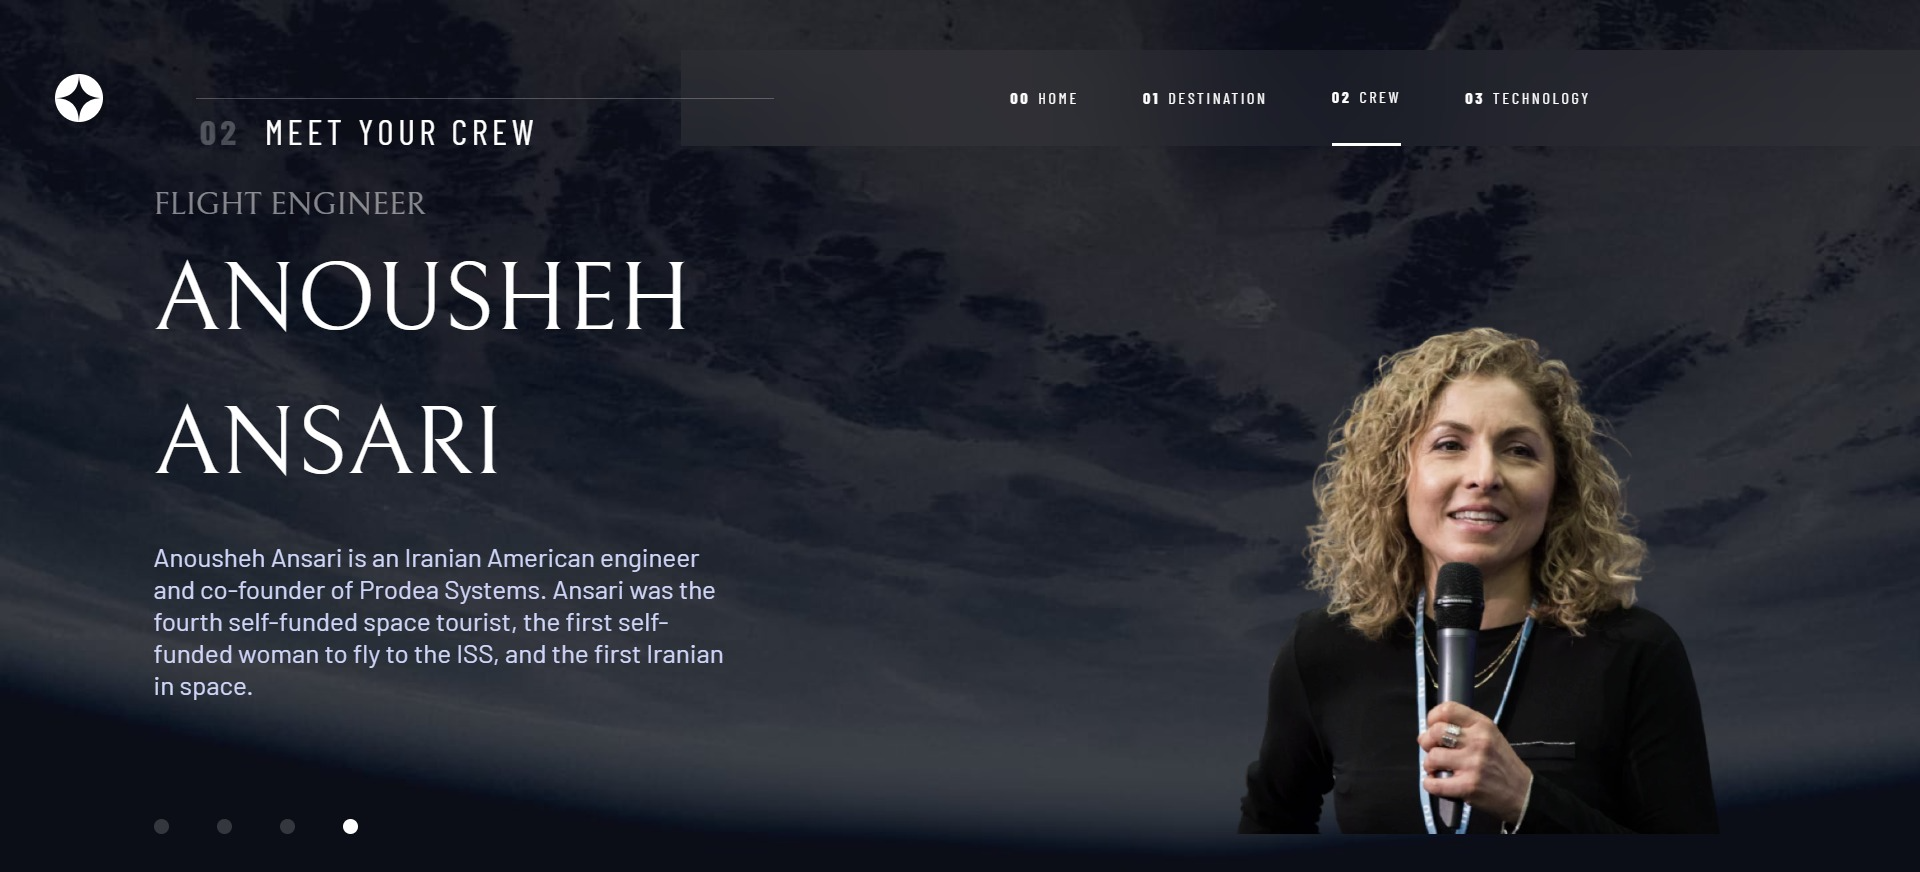 00 HOME
01 DESTINATION
02 CREW
03 TECHNOLOGY
02 MEET YOUR CREW
FLIGHT ENGINEER
ANOUSHEH
ANSARI
Anousheh Ansari is an Iranian American engineer
and co-founder of Prodea Systems. Ansari was the
fourth self-funded space tourist, the first self-
funded woman to fly to the ISS, and the first Iranian
in space.